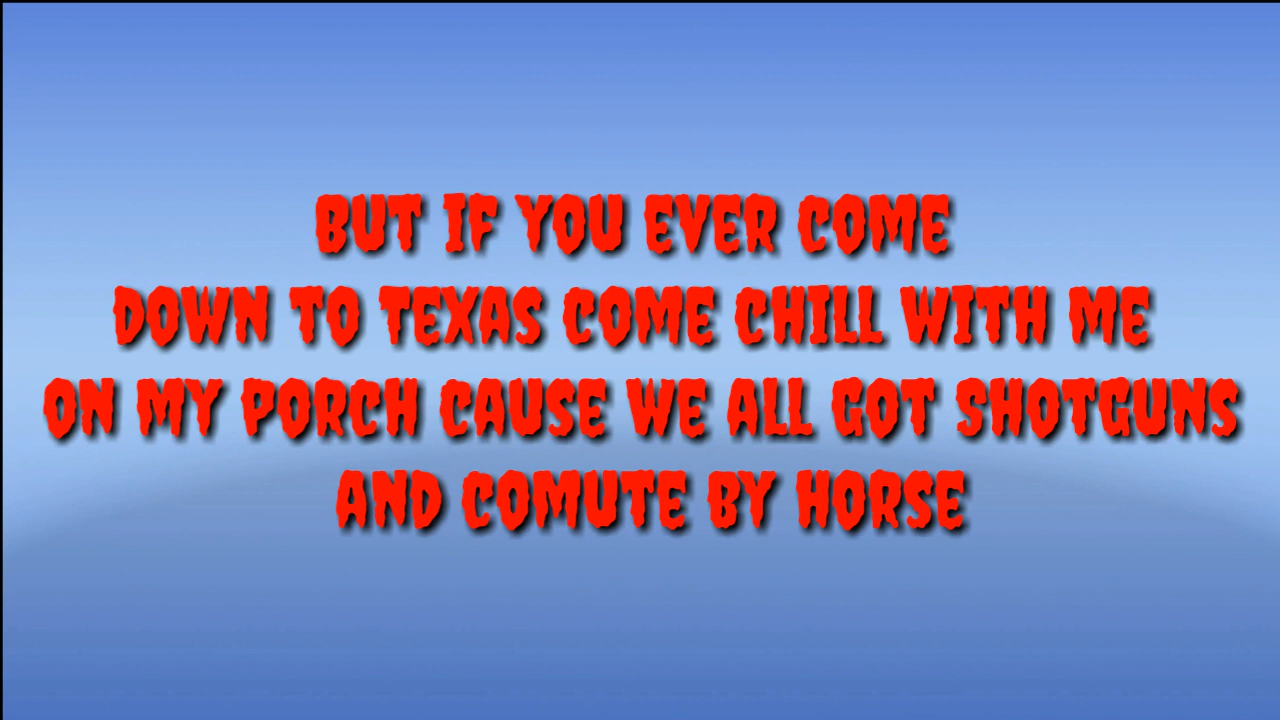 BUT IF YOU EVER COME
DOWN TO TEXAS COME CHILL WITH ME
ON MY PORCH CAUSE WE ALL GOT SHOTGUNS
AND COMUTE BY HORSE